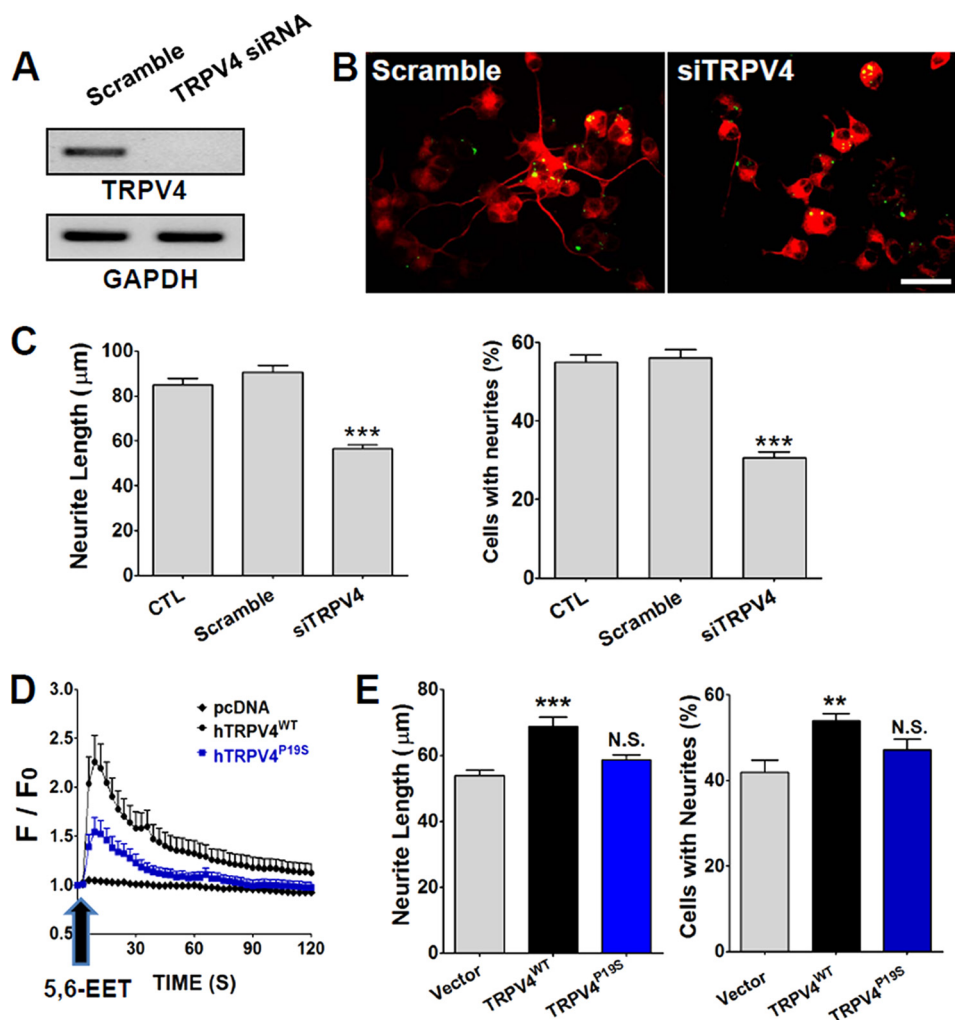 A
Scramble
TRPV4 siRNA
TRPV4
GAPDH
B
Scramble
siTRPV4
C
Neurite Length ( μm)
100
80
60
40
20
0
***
CTL
Scramble
siTRPV4
Cells with neurites (%)
60
40
20
0
***
CTL
Scramble
siTRPV4
D
F / F0
3.0
2.5
2.0
1.5
1.0
0.5
pcDNA
hTRPV4WT
hTRPV4P19S
30
60
90
120
TIME (S)
5,6-EET
E
Neurite Length ( μm)
80
60
40
20
0
***
N.S.
Vector
TRPV4WT
TRPV4P19S
Cells with Neurites (%)
60
40
20
0
**
N.S.
Vector
TRPV4WT
TRPV4P19S